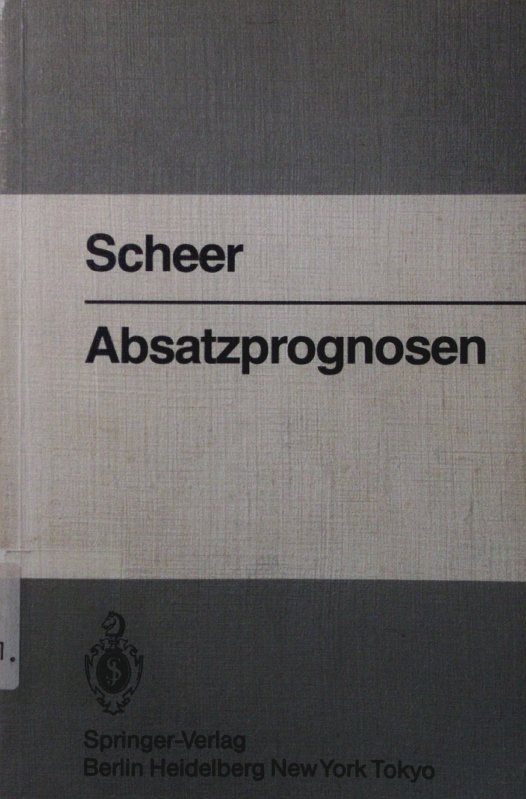 Scheer
Absatzprognosen
Springer-Verlag
Berlin Heidelberg New York Tokyo